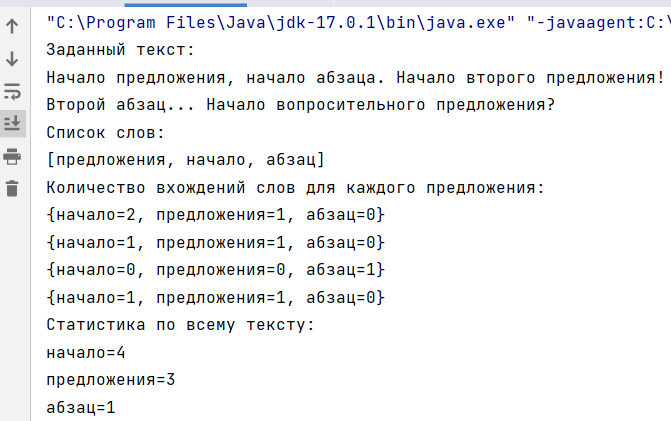 "C:\Program Files\Java\jdk-17.0.1\bin\java.exe" "-javaagent:C:\
Заданный текст:
Начало предложения, начало абзаца. Начало второго предложения!
Второй абзац... Начало вопросительного предложения?
Список слов:
[предложения, начало, абзац]
Количество вхождений слов для каждого предложения:
{начало=2, предложения=1, абзац=0}
{начало=1, предложения=1, абзац=0}
{начало=0, предложения=0, абзац=1}
{начало=1, предложения=1, абзац=0}
Статистика по всему тексту:
начало=4
предложения=3
абзац=1